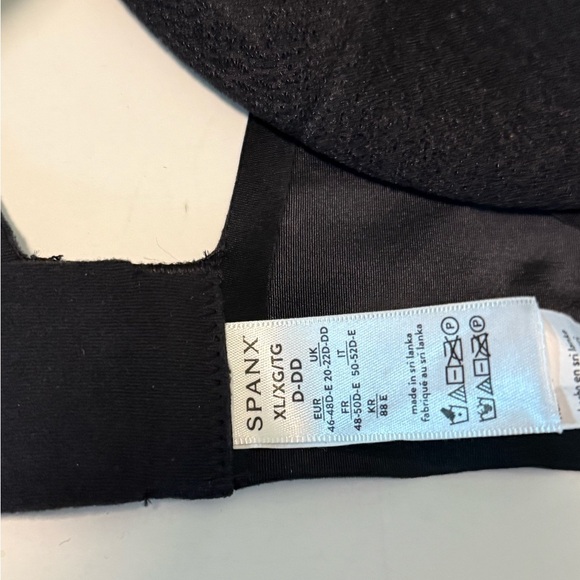 SPANX
XL/XG/TG
D-DD
EUR UK
46-48D-E 20-22D-DD
FR IT
48-50D-E 50-52D-E
KR
88 E
made in sri lanka
fabriqué au sri lanka